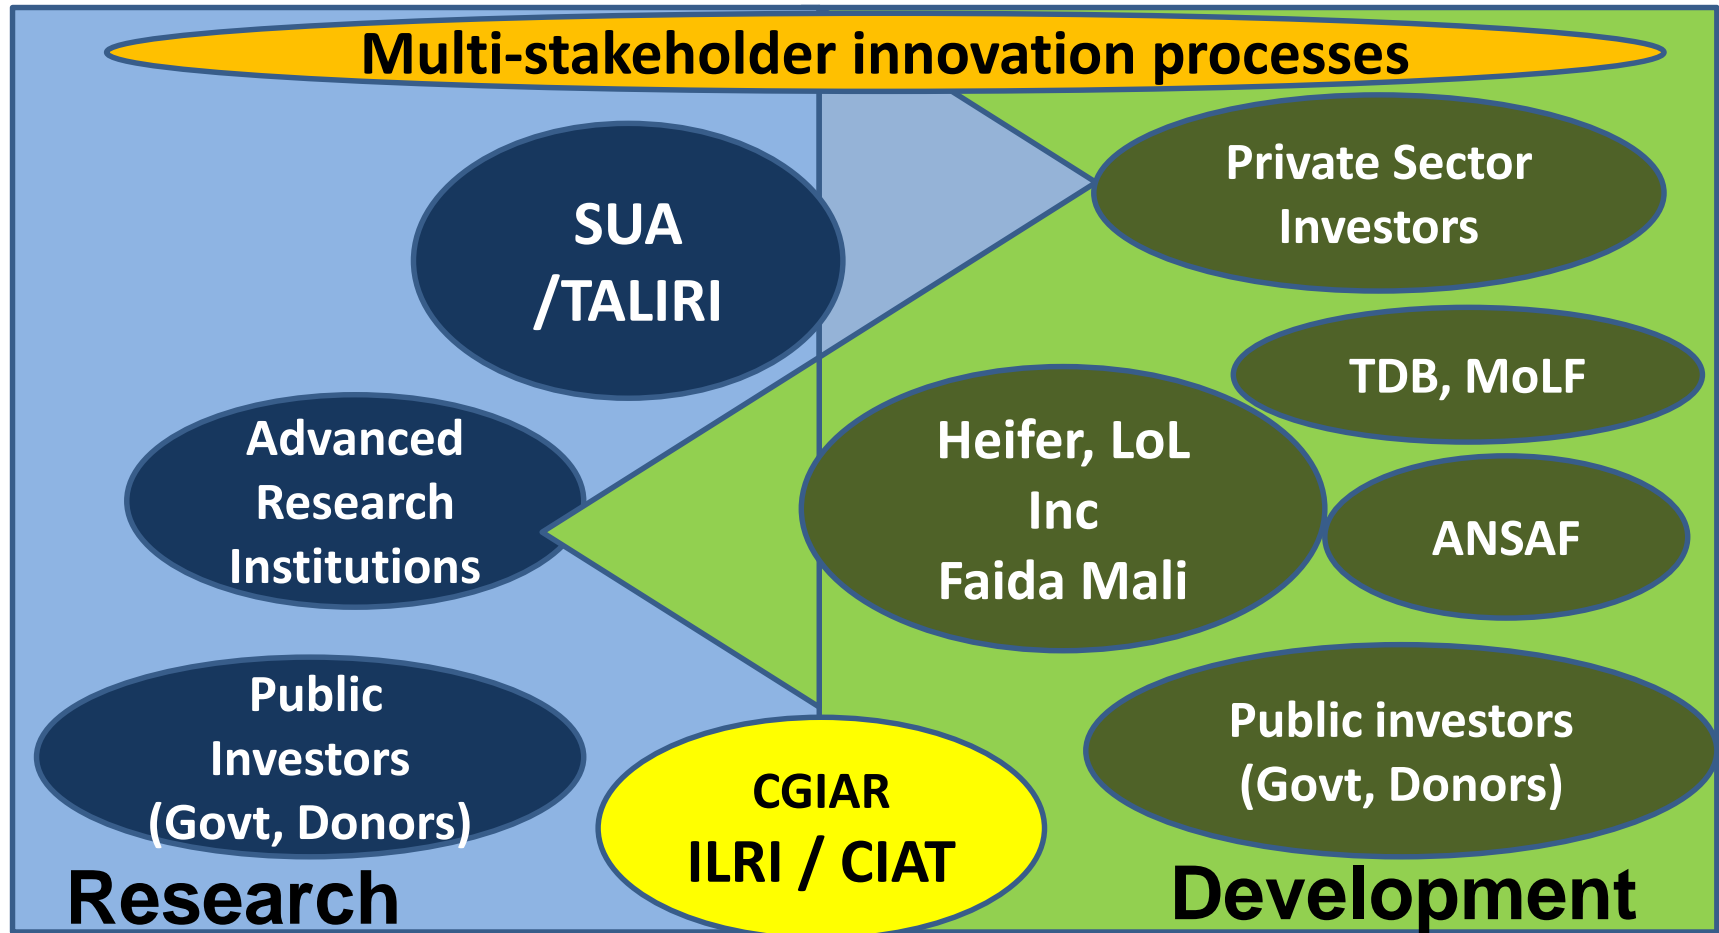 Multi-stakeholder innovation processes
SUA
/TALIRI
Advanced
Research
Institutions
Public
Investors
(Govt, Donors)
Research
CGIAR
ILRI / CIAT
Private Sector
Investors
TDB, MoLF
Heifer, LoL
Inc
Faida Mali
ANSAF
Public investors
(Govt, Donors)
Development